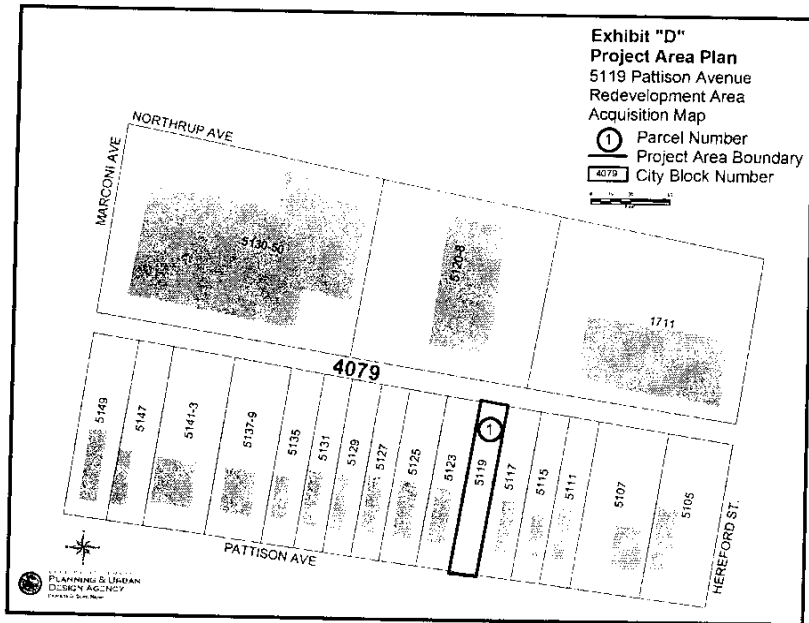 Exhibit "D"
Project Area Plan
5119 Pattison Avenue
Redevelopment Area
Acquisition Map
1 Parcel Number
Project Area Boundary
4079 City Block Number
NORTHRUP AVE
MARCONI AVE
5130-50
5120-8
1711
4079
5149
5147
5141-3
5137-9
5135
5131
5129
5127
5125
5123
5119
1
5117
5115
5111
5107
5105
PATTISON AVE
HEREFORD ST.
PLANNING & URBAN
DESIGN AGENCY